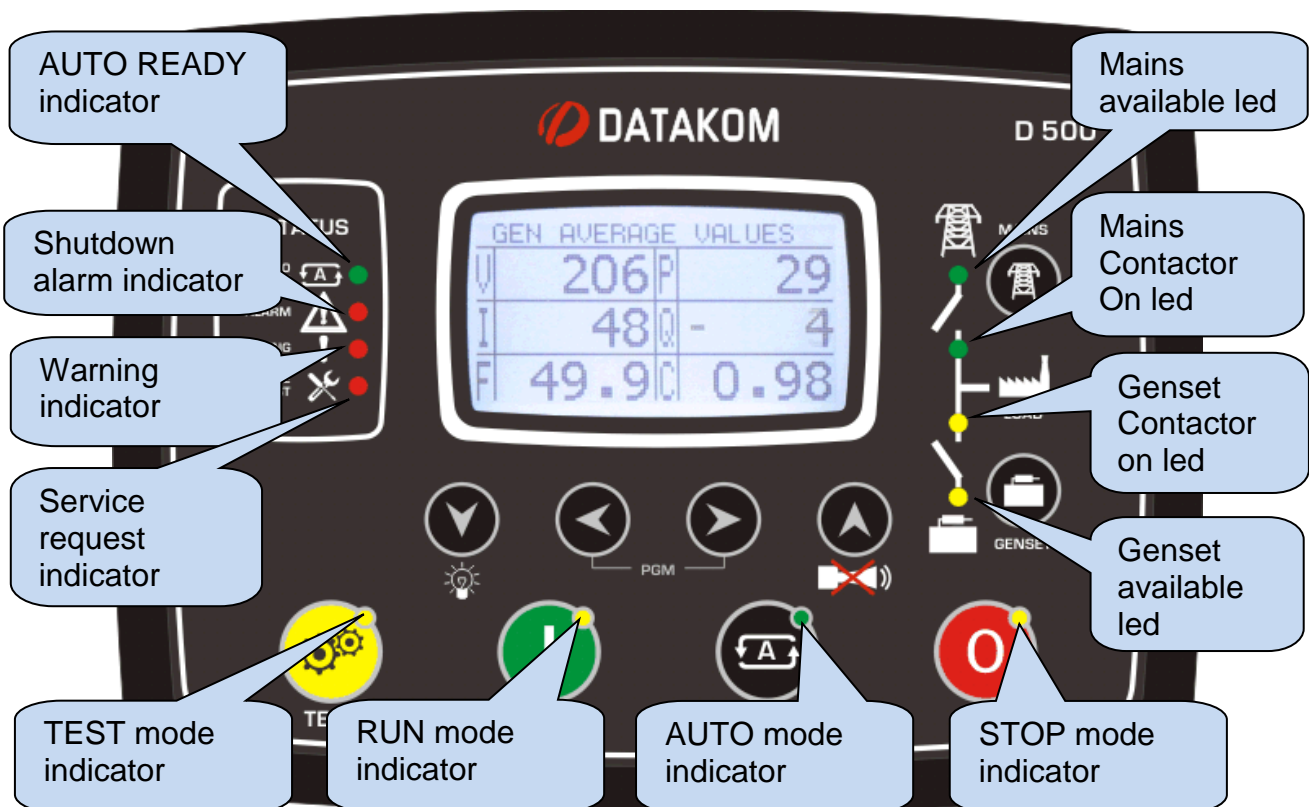 AUTO READY
indicator
Mains
available led
DATAKOM
D 500
Shutdown
alarm indicator
MAINS
Mains
Contactor
On led
GEN AVERAGE VALUES
V 206 P 29
I 48 Q - 4
F 49.9 C 0.98
Warning
indicator
Genset
Contactor
on led
Service
request
indicator
PGM
GENSET
Genset
available
led
A
A
0
TEST mode
indicator
RUN mode
indicator
AUTO mode
indicator
STOP mode
indicator